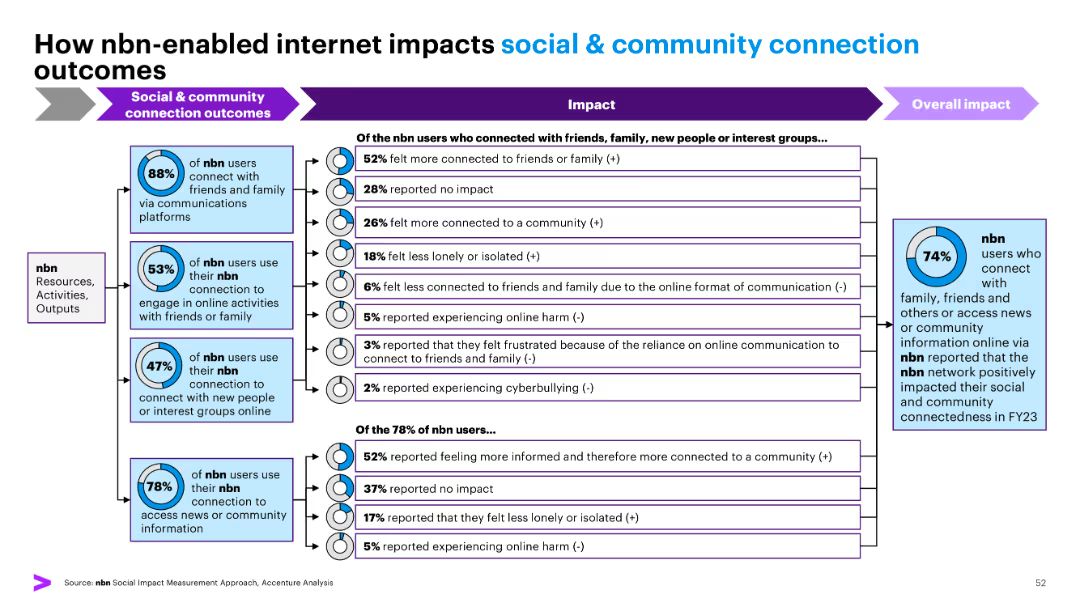 How nbn-enabled internet impacts social & community connection
outcomes
Social & community
connection outcomes
Impact
Overall impact
nbn
Resources,
Activities,
Outputs
88%
of nbn users
connect with
friends and family
via communications
platforms
53%
of nbn users use
their nbn
connection to
engage in online activities
with friends or family
47%
of nbn users use
their nbn
connection to
connect with new people
or interest groups online
78%
of nbn users use
their nbn
connection to
access news or community
information
Of the nbn users who connected with friends, family, new people or interest groups...
52% felt more connected to friends or family (+)
28% reported no impact
26% felt more connected to a community (+)
18% felt less lonely or isolated (+)
6% felt less connected to friends and family due to the online format of communication (-)
5% reported experiencing online harm (-)
3% reported that they felt frustrated because of the reliance on online communication to
connect to friends and family (-)
2% reported experiencing cyberbullying (-)
Of the 78% of nbn users...
52% reported feeling more informed and therefore more connected to a community (+)
37% reported no impact
17% reported that they felt less lonely or isolated (+)
5% reported experiencing online harm (-)
74%
nbn
users who
connect
with
family, friends and
others or access news
or community
information online via
nbn reported that the
nbn network positively
impacted their social
and community
connectedness in FY23
Source: nbn Social Impact Measurement Approach, Accenture Analysis
52